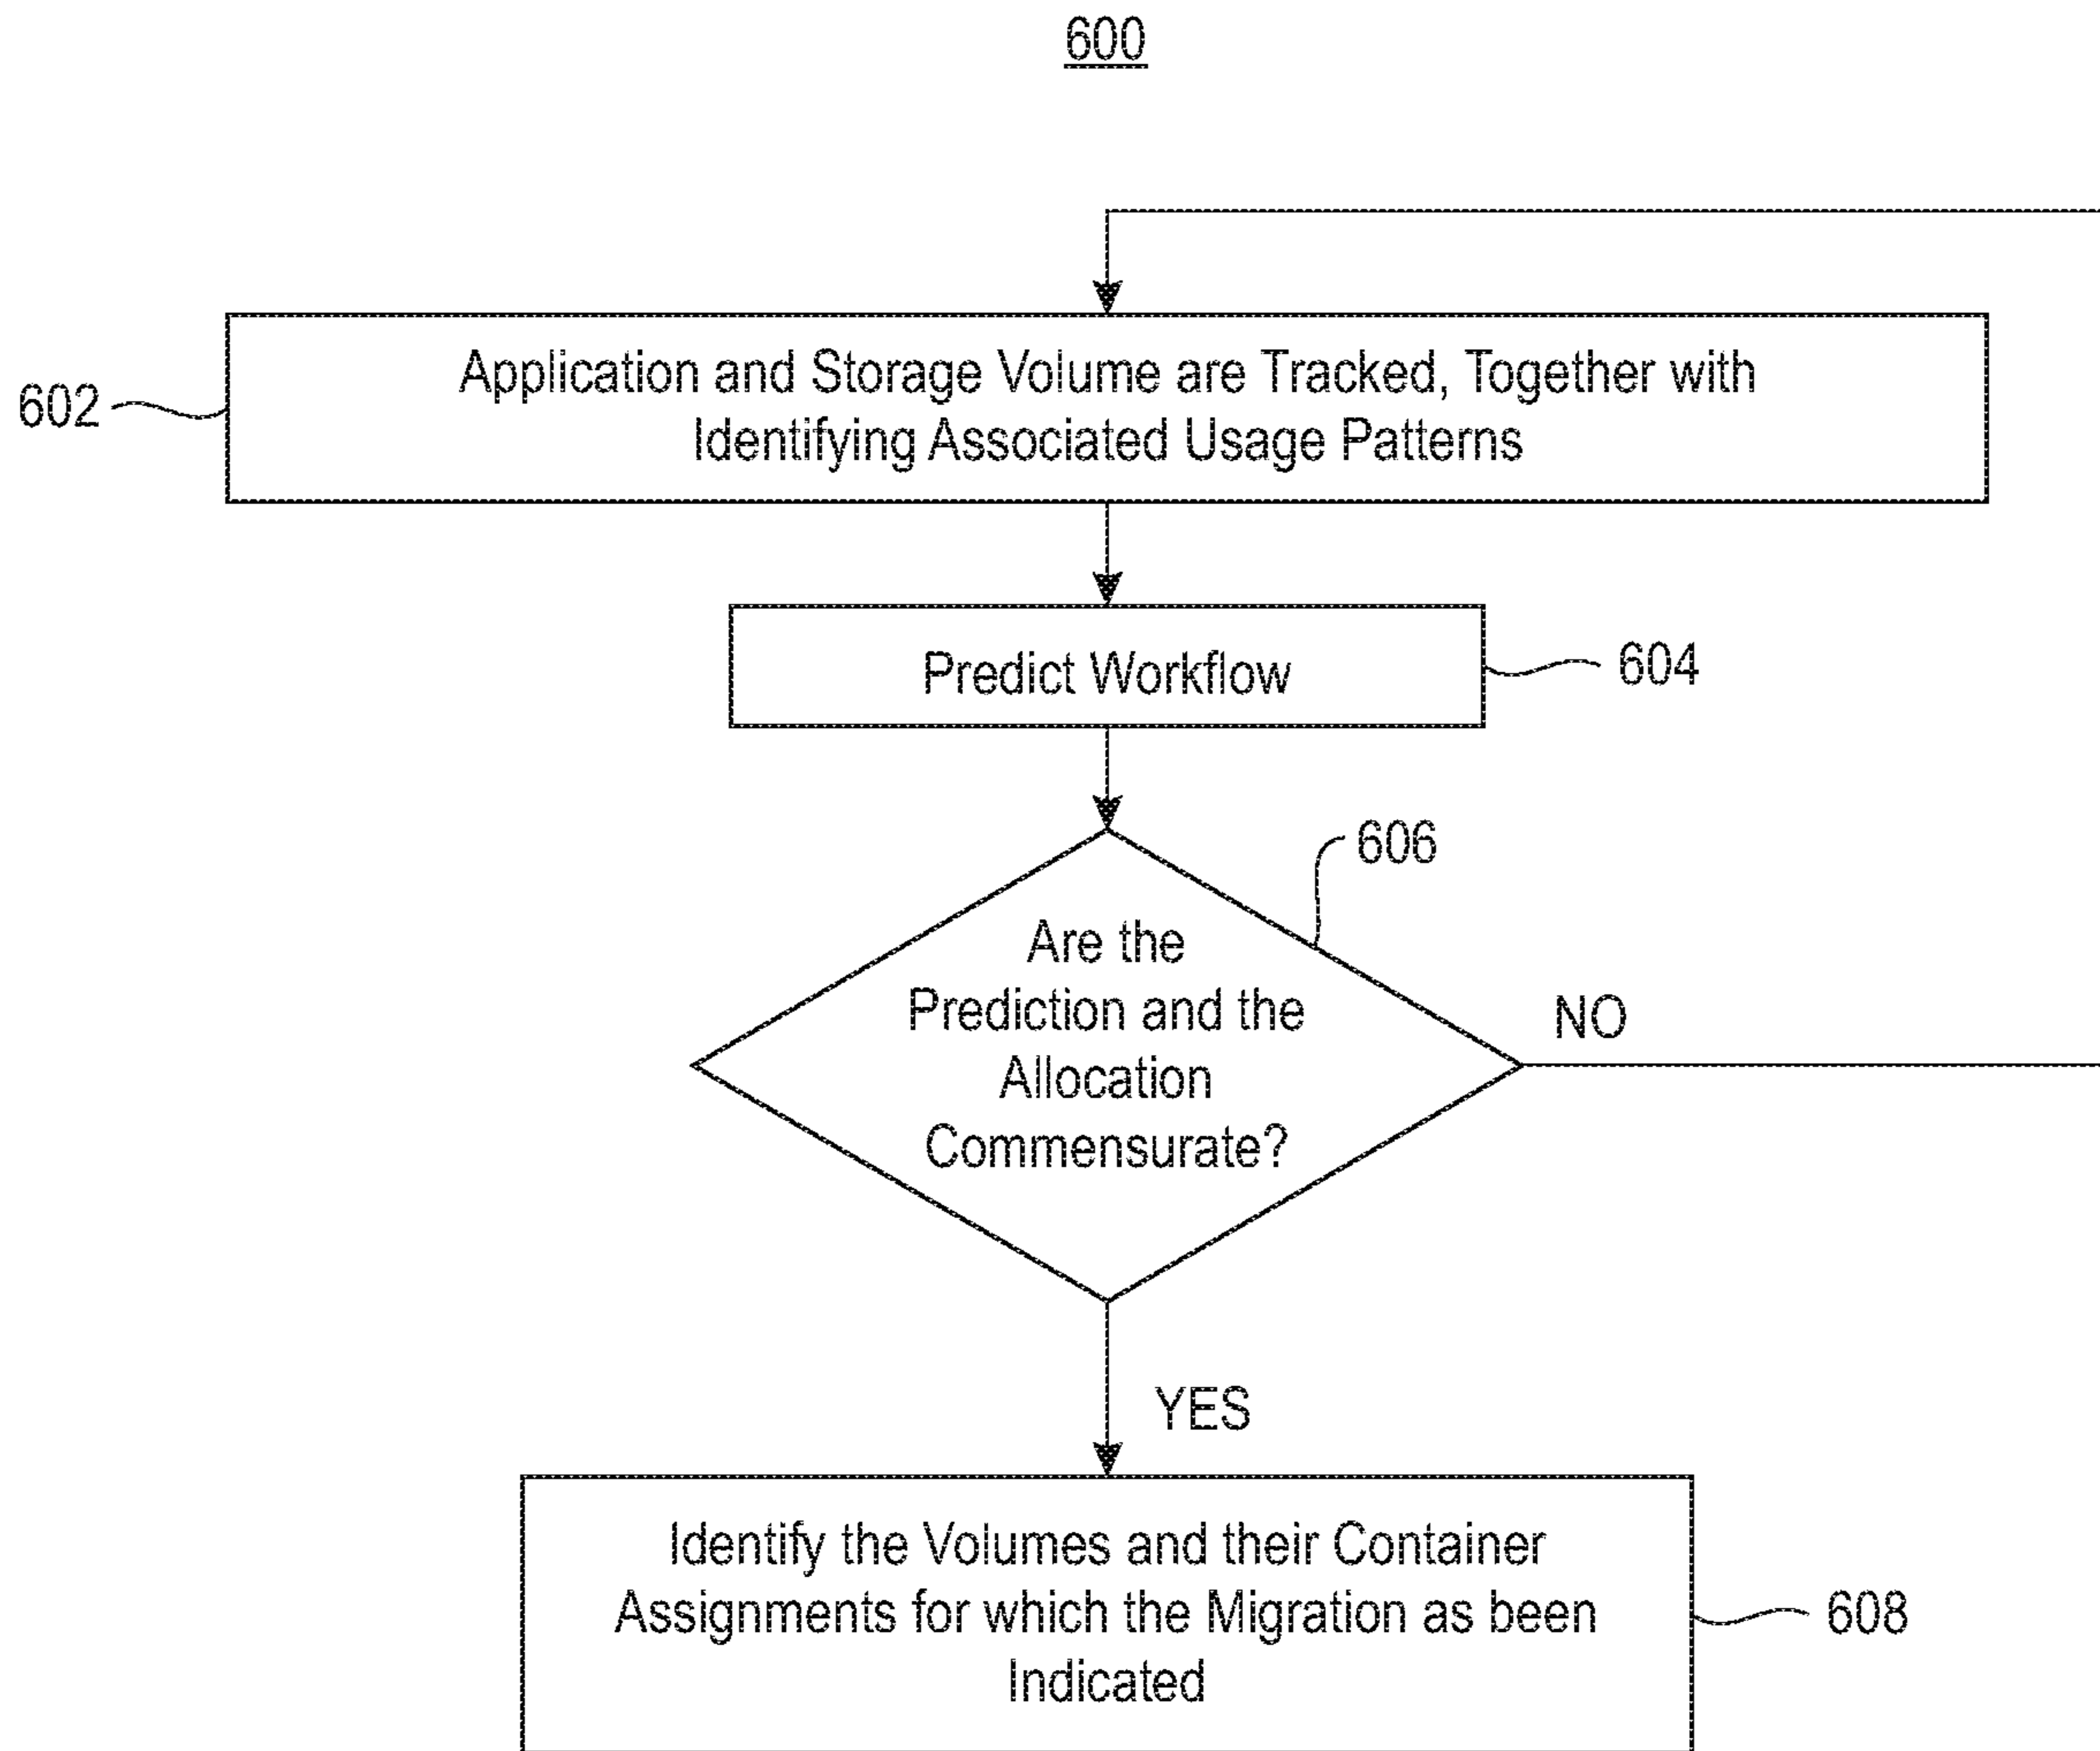 600
Application and Storage Volume are Tracked, Together with
602
Identifying Associated Usage Patterns
Predict Workflow
604
606
Are the
Prediction and the
Allocation
Commensurate?
NO
YES
Identify the Volumes and their Container
Assignments for which the Migration as been
608
Indicated